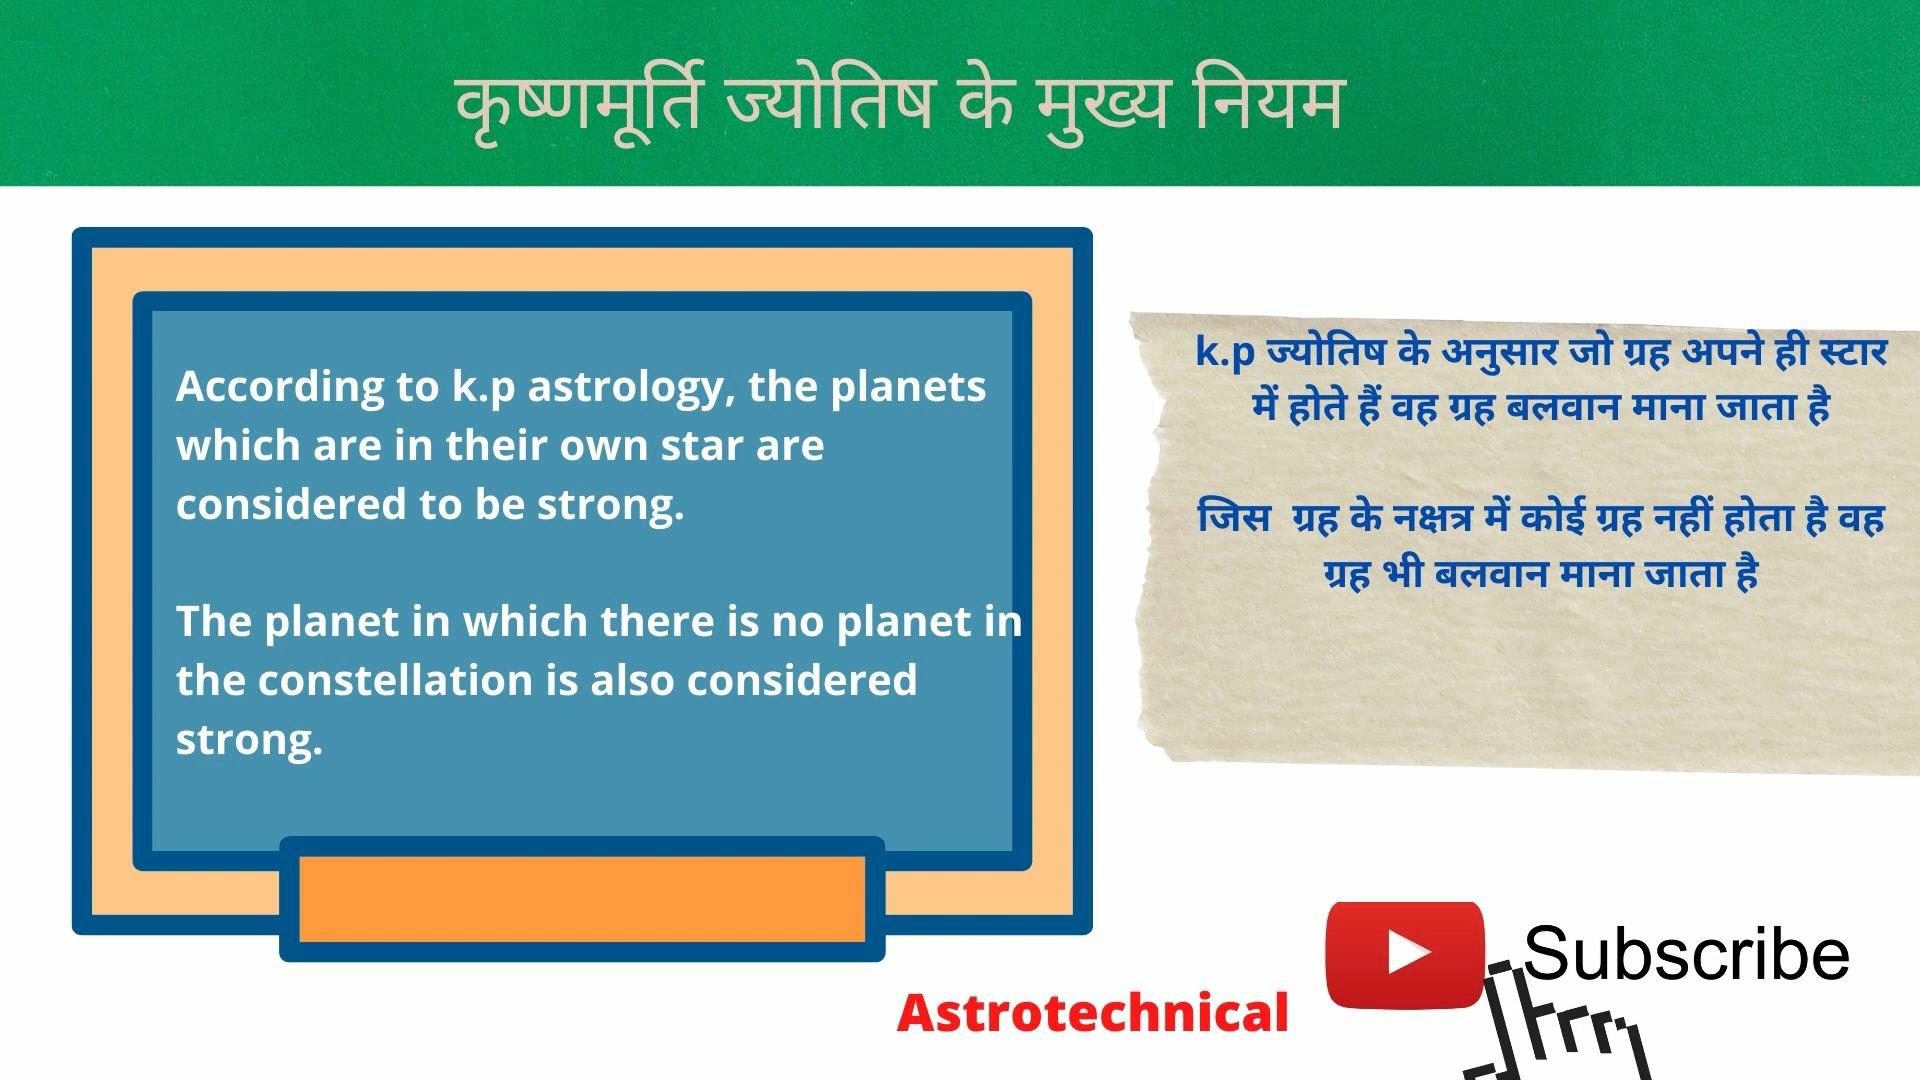 कृष्णमूर्ति ज्योतिष के मुख्य नियम
According to k.p astrology, the planets
which are in their own star are
considered to be strong.
The planet in which there is no planet in
the constellation is also considered
strong.
k.p ज्योतिष के अनुसार जो ग्रह अपने ही स्टार
में होते हैं वह ग्रह बलवान माना जाता है
जिस ग्रह के नक्षत्र में कोई ग्रह नहीं होता है वह
ग्रह भी बलवान माना जाता है
Subscribe
Astrotechnical